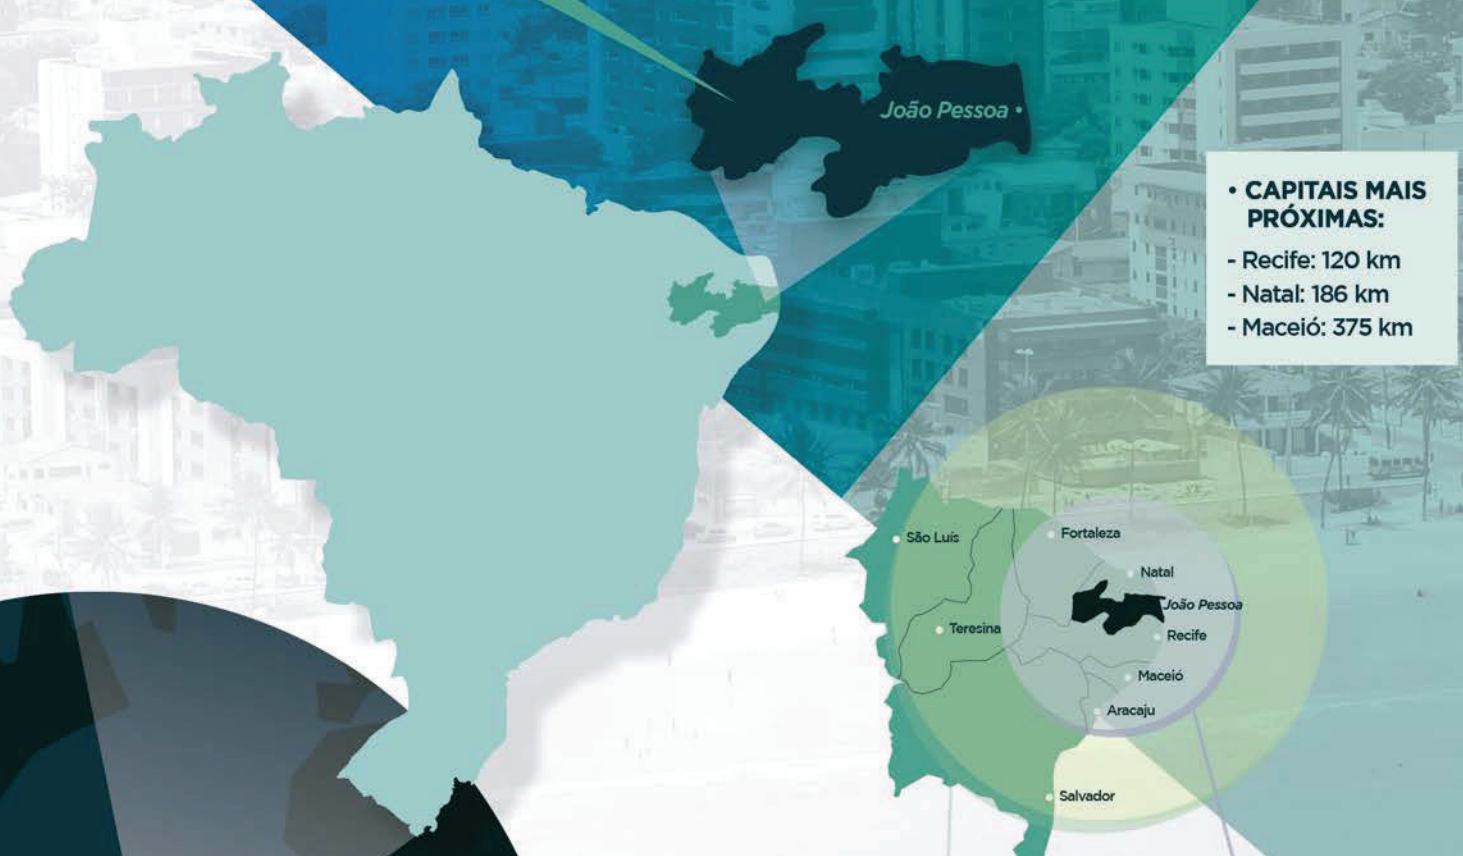 João Pessoa
• CAPITAIS MAIS
PRÓXIMAS:
- Recife: 120 km
- Natal: 186 km
- Maceió: 375 km
São Luís
Fortaleza
Natal
João Pessoa
Teresina
Recife
Maceió
Aracaju
Salvador